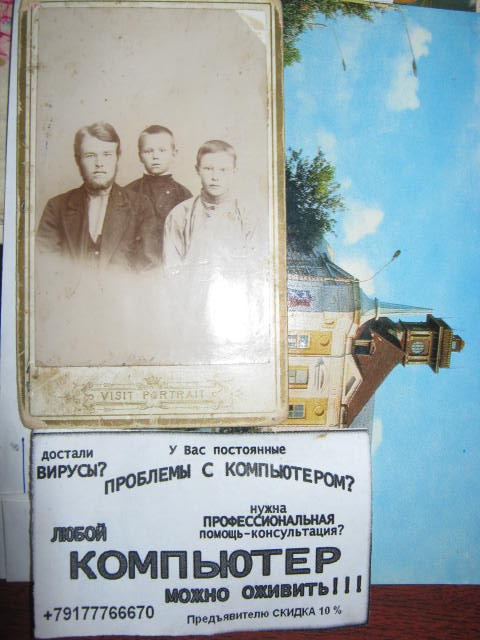 VISIT PORTRAIT
достали
ВИРУСЫ?
У Вас постоянные
ПРОБЛЕМЫ С КОМПЬЮТЕРОМ?
нужна
ПРОФЕССИОНАЛЬНАЯ
помощь-консультация?
ЛЮБОЙ
КОМПЬЮТЕР
МОЖНО ОЖИВИТЬ!!!
+79177766670
Предъявителю СКИДКА 10 %